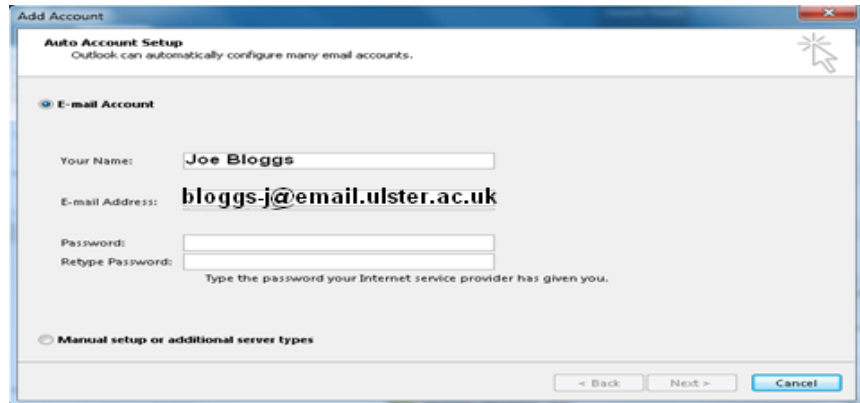 Add Account
Auto Account Setup
Outlook can automatically configure many email accounts.
E-mail Account
Your Name: Joe Bloggs
E-mail Address: bloggs-j@email.ulster.ac.uk
Password:
Retype Password:
Type the password your Internet service provider has given you.
Manual setup or additional server types
< Back Next > Cancel